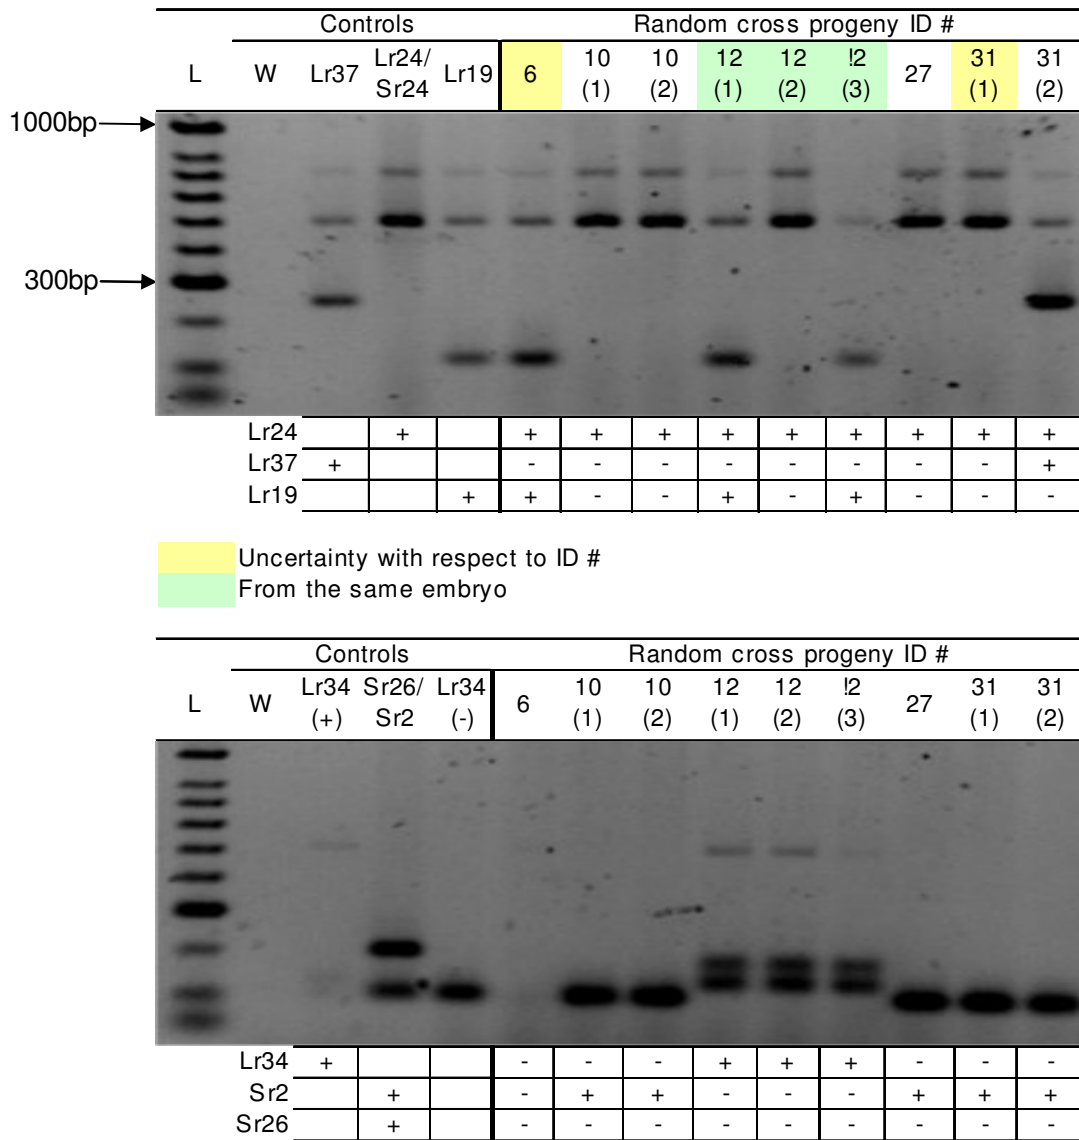 Controls Random cross progeny ID #
L W Lr37 Lr24/ Sr24 Lr19 6 10 (1) 10 (2) 12 (1) 12 (2) !2 (3) 27 31 (1) 31 (2)
1000bp
300bp
Lr24 + + + + + + + + + +
Lr37 + - - - - - - - - +
Lr19 + + - - + - + - - -
Uncertainty with respect to ID #
From the same embryo
Controls Random cross progeny ID #
L W Lr34 (+) Sr26/ Sr2 Lr34 (-) 6 10 (1) 10 (2) 12 (1) 12 (2) !2 (3) 27 31 (1) 31 (2)
Lr34 + - - - + + + - - -
Sr2 + - + + - - - + + +
Sr26 + - - - - - - - - -